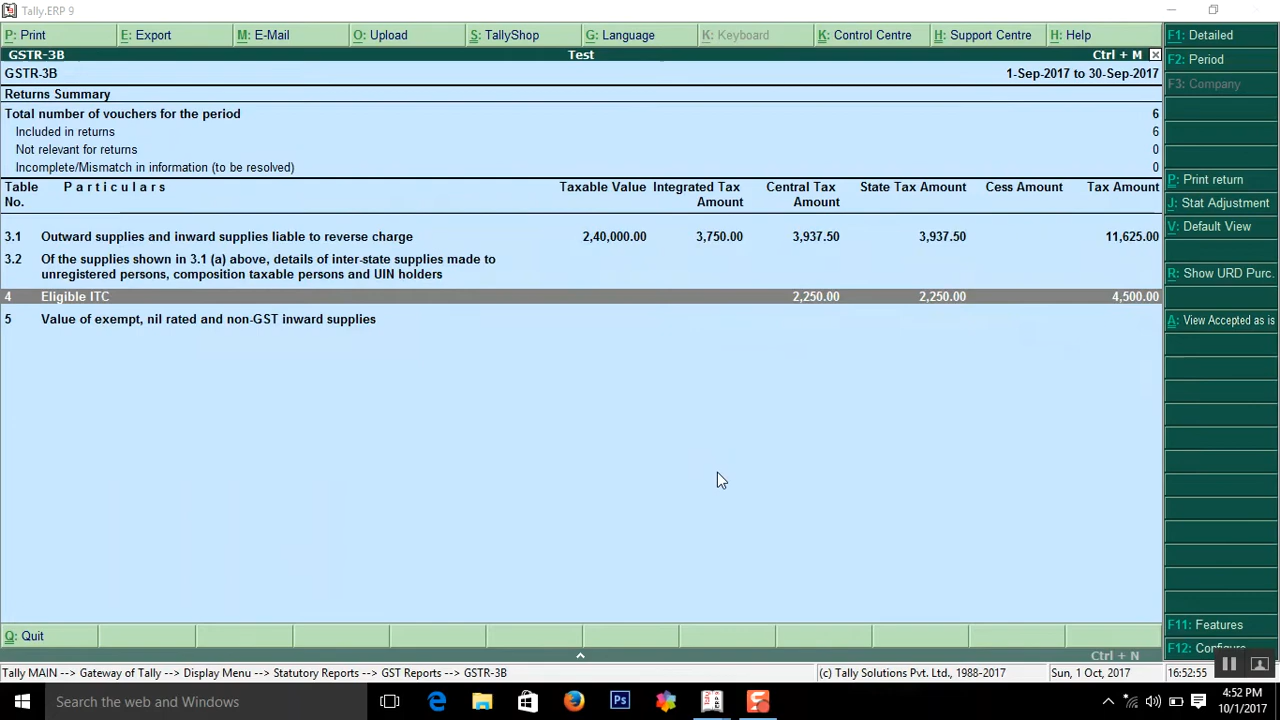 Tally.ERP 9
P: Print E: Export M: E-Mail O: Upload S: TallyShop G: Language K: Keyboard K: Control Centre H: Support Centre H: Help F1: Detailed
GSTR-3B Test Ctrl + M
F2: Period
GSTR-3B 1-Sep-2017 to 30-Sep-2017
F3: Company
Returns Summary
Total number of vouchers for the period 6
Included in returns 6
Not relevant for returns 0
Incomplete/Mismatch in information (to be resolved) 0
P: Print return
Table Particulars Taxable Value Integrated Tax Central Tax State Tax Amount Cess Amount Tax Amount
No. Amount Amount
J: Stat Adjustment
V: Default View
3.1 Outward supplies and inward supplies liable to reverse charge 2,40,000.00 3,750.00 3,937.50 3,937.50 11,625.00
3.2 Of the supplies shown in 3.1 (a) above, details of inter-state supplies made to
unregistered persons, composition taxable persons and UIN holders
R: Show URD Purc.
4 Eligible ITC 2,250.00 2,250.00 4,500.00
5 Value of exempt, nil rated and non-GST inward supplies
A: View Accepted as is
F11: Features
Q: Quit
F12: Configure
Ctrl + N
Tally MAIN --> Gateway of Tally --> Display Menu --> Statutory Reports --> GST Reports --> GSTR-3B (c) Tally Solutions Pvt. Ltd., 1988-2017 Sun, 1 Oct, 2017 16:52:55
Search the web and Windows
Ps
4:52 PM
10/1/2017